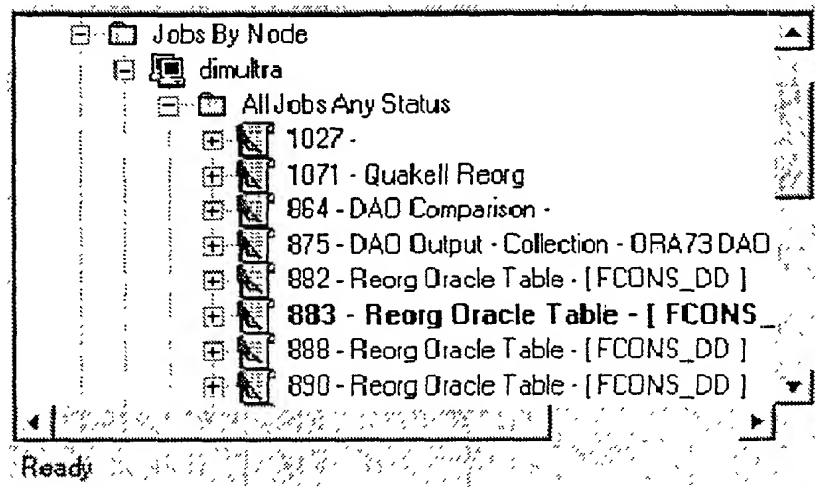 Jobs By Node
dimultra
All Jobs Any Status
1027 -
1071 - Quakell Reorg
864 - DAO Comparison -
875 - DAO Output - Collection - ORA73 DAO
882 - Reorg Oracle Table - [ FCONS_DD ]
883 - Reorg Oracle Table - [ FCONS_
888 - Reorg Oracle Table - [ FCONS_DD ]
890 - Reorg Oracle Table - [ FCONS_DD ]
Ready